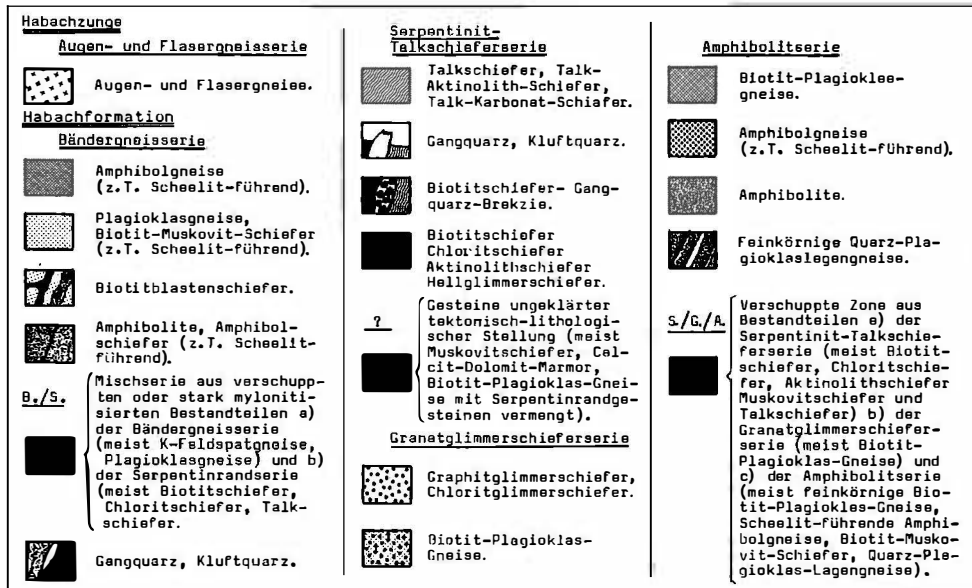 Habachzunge
Augen- und Flasergneisserie
Augen- und Flasergneise.
Habachformation
Bändergneisserie
Amphibolgneise
(z.T. Scheelit-führend).
Plagioklasgneise,
Biotit-Muskovit-Schiefer
(z.T. Scheelit-führend).
Biotitblastenschiefer.
Amphibolite, Amphibol-
schiefer (z.T. Scheelit-
führend).
B./S.
Mischserie aus verschupp-
ten oder stark myloniti-
sierten Bestandteilen a)
der Bändergneisserie
(meist K-Feldspatgneise,
Plagioklasgneise) und b)
der Serpentinrandserie
(meist Biotitschiefer,
Chloritschiefer, Talk-
schiefer.
Gangquarz, Kluftquarz.
Serpentinit-
Talkschieferserie
Talkschiefer, Talk-
Aktinolith-Schiefer,
Talk-Karbonat-Schiefer.
Gangquarz, Kluftquarz.
Biotitschiefer- Gang-
quarz-Brekzie.
Biotitschiefer
Chloritschiefer
Aktinolithschiefer
Hellglimmerschiefer.
?
Gesteine ungeklärter
tektonisch-lithologi-
scher Stellung (meist
Muskovitschiefer, Cal-
cit-Dolomit-Marmor,
Biotit-Plagioklas-Gnei-
se mit Serpentinrandge-
steinen vermengt).
Granatglimmerschieferserie
Graphitglimmerschiefer,
Chloritglimmerschiefer.
Biotit-Plagioklas-
Gneise.
Amphibolitserie
Biotit-Plagioklas-
gneise.
Amphibolgneise
(z.T. Scheelit-führend).
Amphibolite.
Feinkörnige Quarz-Pla-
gioklaslagengneise.
S./G./A.
Verschuppte Zone aus
Bestandteilen a) der
Serpentinit-Talkschie-
ferserie (meist Biotit-
schiefer, Chloritschie-
fer, Aktinolithschiefer
Muskovitschiefer und
Talkschiefer) b) der
Granatglimmerschiefer-
serie (meist Biotit-
Plagioklas-Gneise) und
c) der Amphibolitserie
(meist feinkörnige Bio-
tit-Plagioklas-Gneise,
Scheelit-führende Amphi-
bolgneise, Biotit-Musko-
vit-Schiefer, Quarz-Pla-
gioklas-Lagengneise).